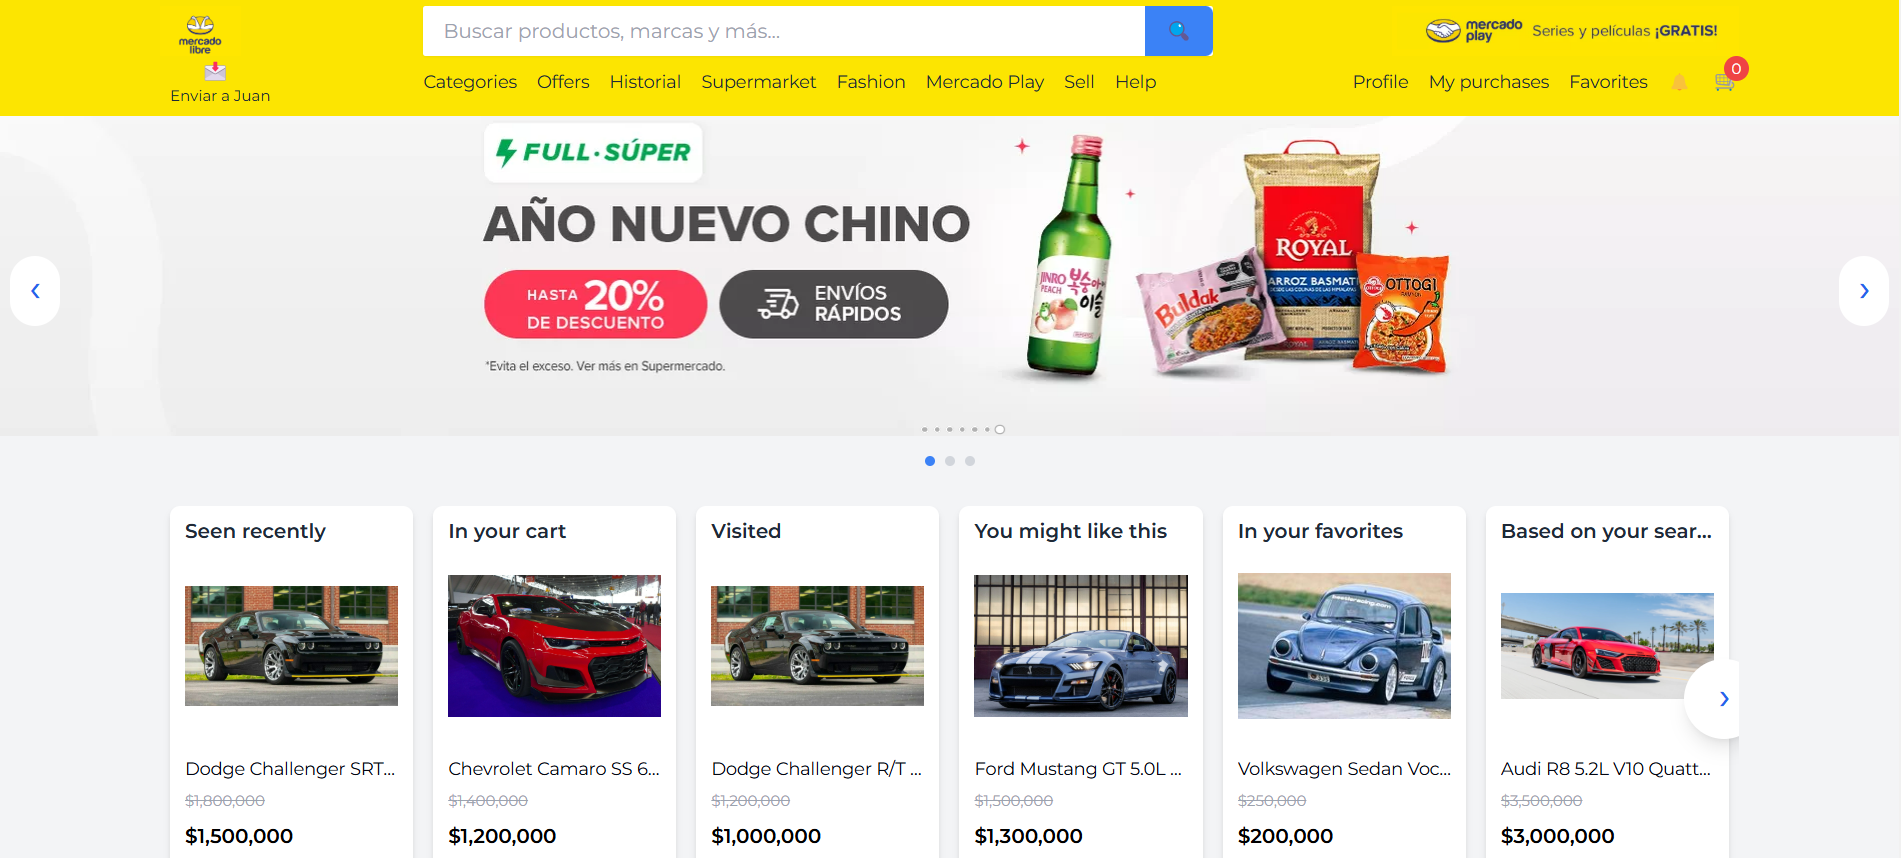 mercado
libre
Enviar a Juan
Buscar productos, marcas y más...
mercado
play
Series y películas ¡GRATIS!
Categories Offers Historial Supermarket Fashion Mercado Play Sell Help
Profile My purchases Favorites 0
FULL·SÚPER
AÑO NUEVO CHINO
HASTA 20%
DE DESCUENTO
ENVÍOS
RÁPIDOS
*Evita el exceso. Ver más en Supermercado.
JINRO
PEACH
복숭아
이슬
Buldak
ROYAL
ARROZ BASMATI
ROYAL
OTTOGI
Seen recently
Dodge Challenger SRT...
$1,800,000
$1,500,000
In your cart
Chevrolet Camaro SS 6...
$1,400,000
$1,200,000
Visited
Dodge Challenger R/T ...
$1,200,000
$1,000,000
You might like this
Ford Mustang GT 5.0L ...
$1,500,000
$1,300,000
In your favorites
Volkswagen Sedan Voc...
$250,000
$200,000
Based on your sear...
Audi R8 5.2L V10 Quatt...
$3,500,000
$3,000,000